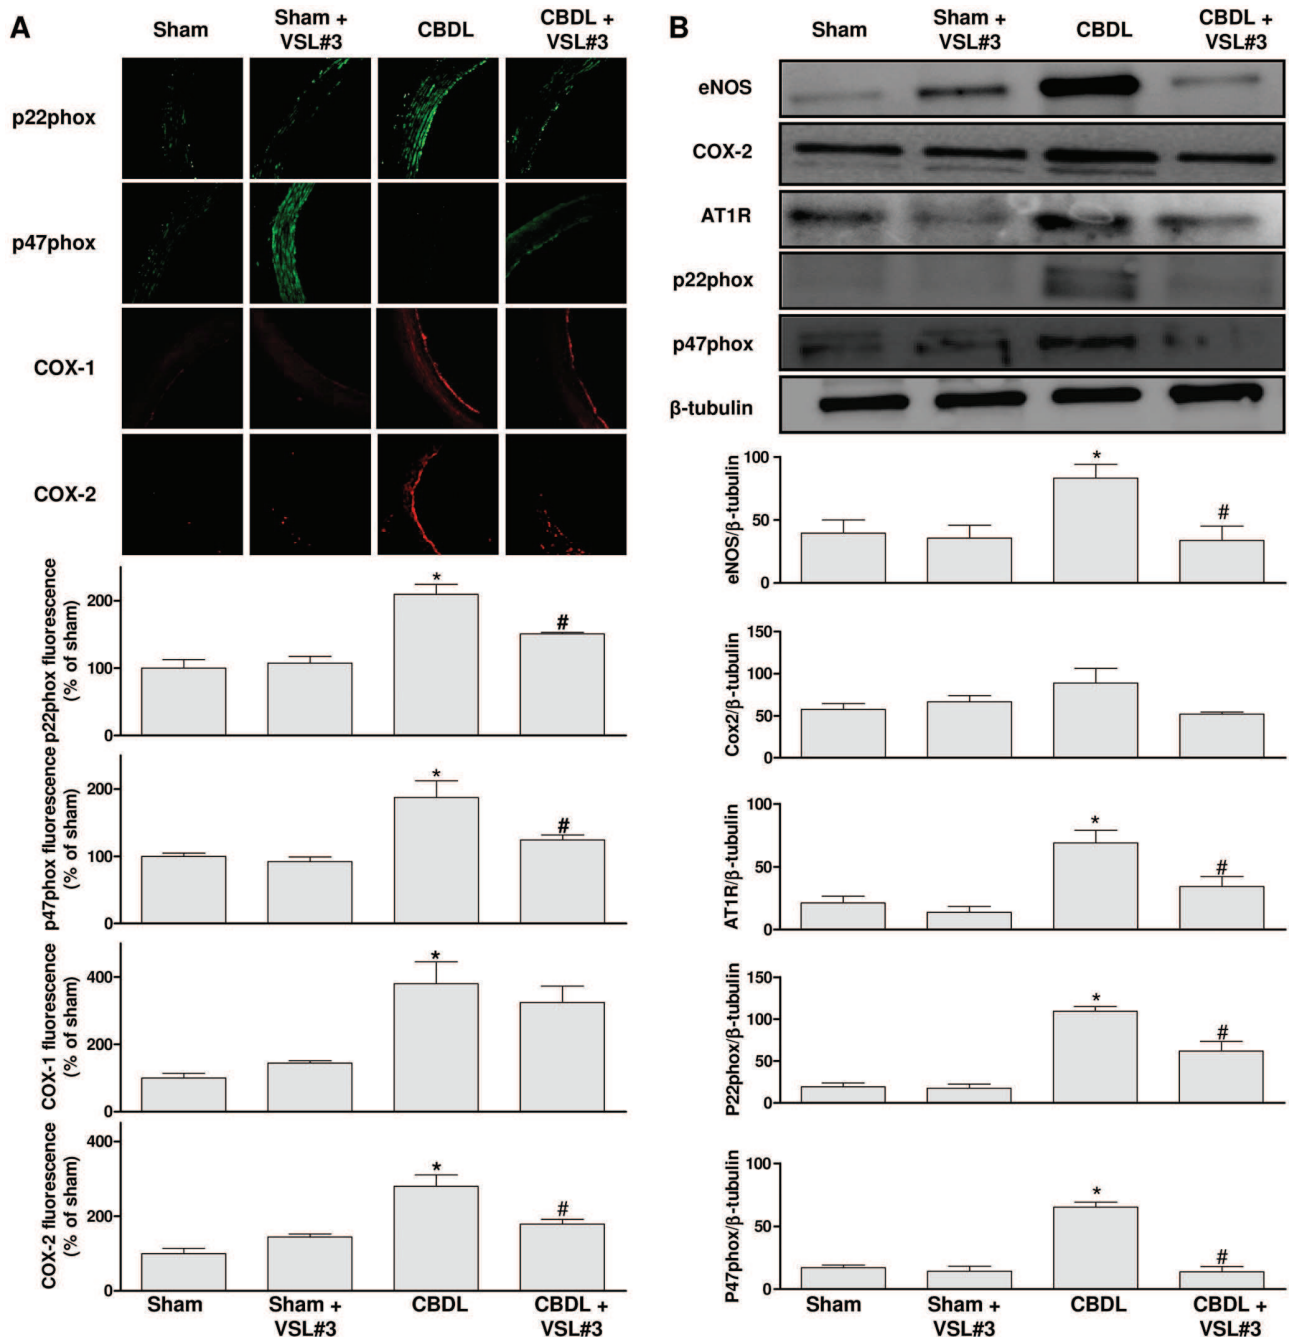 A
Sham
Sham +
VSL#3
CBDL
CBDL +
VSL#3
p22phox
p47phox
COX-1
COX-2
p22phox fluorescence
(% of sham)
200
100
0
*
#
p47phox fluorescence
(% of sham)
200
100
0
*
#
COX-1 fluorescence
(% of sham)
400
200
0
*
COX-2 fluorescence
(% of sham)
400
200
0
*
#
Sham
Sham +
VSL#3
CBDL
CBDL +
VSL#3
B
Sham
Sham +
VSL#3
CBDL
CBDL +
VSL#3
eNOS
COX-2
AT1R
p22phox
p47phox
β-tubulin
eNOS/β-tubulin
100
50
0
*
#
Cox2/β-tubulin
150
100
50
0
AT1R/β-tubulin
100
50
0
*
#
P22phox/β-tubulin
150
100
50
0
*
#
P47phox/β-tubulin
100
50
0
*
#
Sham
Sham +
VSL#3
CBDL
CBDL +
VSL#3